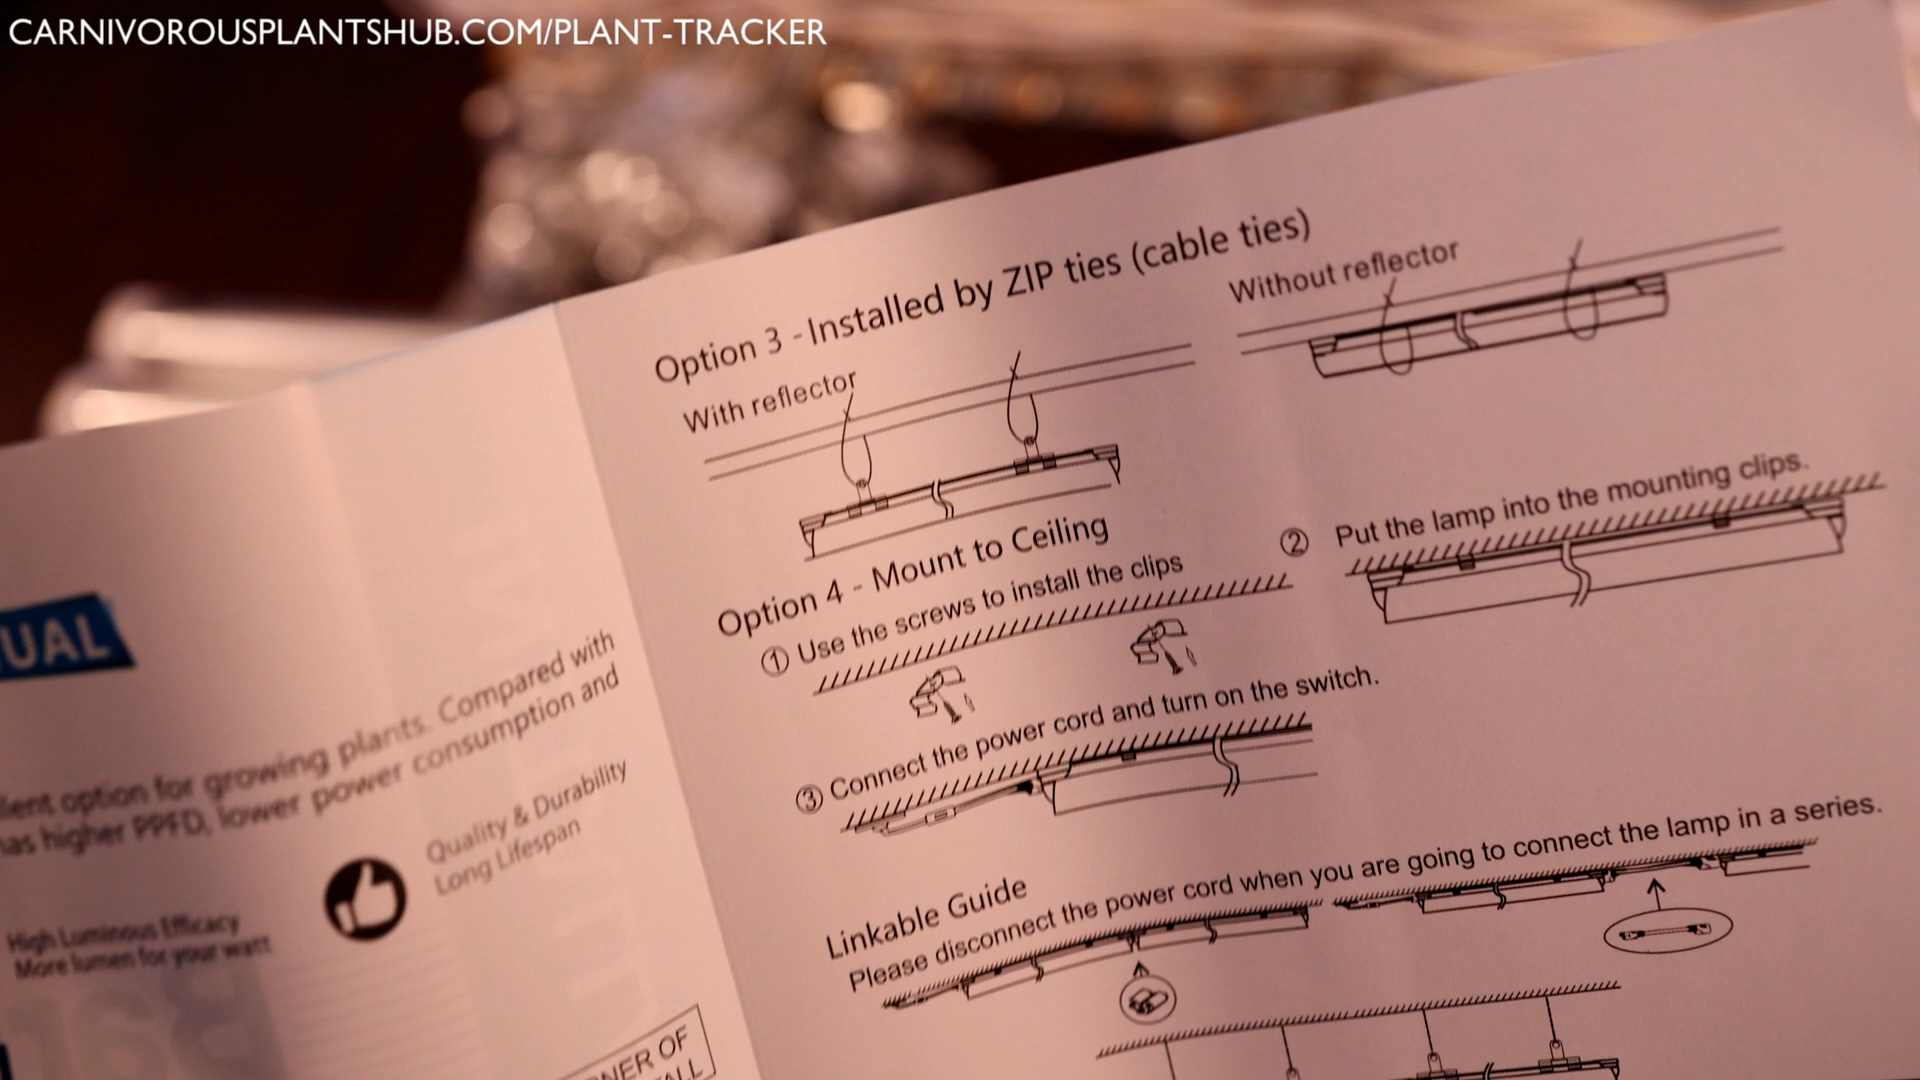 CARNIVOROUSPLANTSHUB.COM/PLANT-TRACKER
UAL
option for growing plants. Compared with
higher PPFD, lower power consumption and
Quality & Durability
Long Lifespan
High Luminous Efficacy
More lumen for your watt
OF
Option 3 - Installed by ZIP ties (cable ties)
With reflector
Without reflector
Option 4 - Mount to Ceiling
① Use the screws to install the clips
② Put the lamp into the mounting clips.
③ Connect the power cord and turn on the switch.
Linkable Guide
Please disconnect the power cord when you are going to connect the lamp in a series.